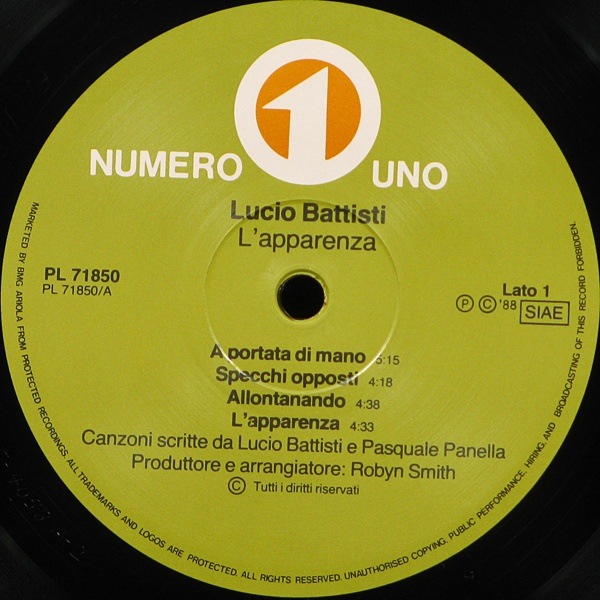 1
NUMERO UNO
Lucio Battisti
L'apparenza
PL 71850
PL 71850/A
Lato 1
Ⓟ © '88 SIAE
A portata di mano 5:15
Specchi opposti 4:18
Allontanando 4:38
L'apparenza 4:33
Canzoni scritte da Lucio Battisti e Pasquale Panella
Produttore e arrangiatore: Robyn Smith
© Tutti i diritti riservati
MARKETED BY BMG ARIOLA FROM PROTECTED RECORDINGS. ALL TRADEMARKS AND LOGOS ARE PROTECTED. ALL RIGHTS RESERVED. UNAUTHORISED COPYING. PUBLIC PERFORMANCE. HIRING. AND BROADCASTING OF THIS RECORD FORBIDDEN.